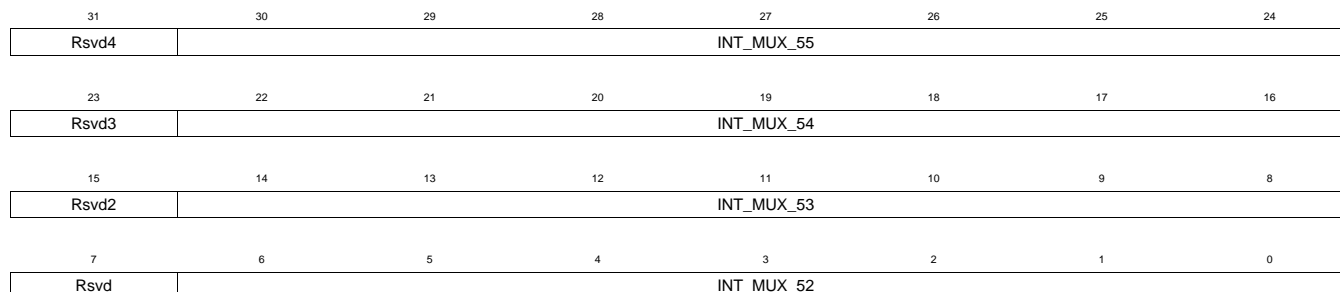 31 30 29 28 27 26 25 24
Rsvd4 INT_MUX_55
23 22 21 20 19 18 17 16
Rsvd3 INT_MUX_54
15 14 13 12 11 10 9 8
Rsvd2 INT_MUX_53
7 6 5 4 3 2 1 0
Rsvd INT_MUX_52